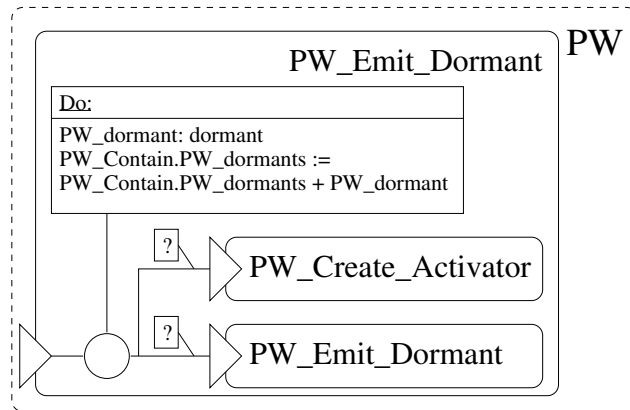 PW
PW_Emit_Dormant
Do:
PW_dormant: dormant
PW_Contain.PW_dormants :=
PW_Contain.PW_dormants + PW_dormant
?
PW_Create_Activator
?
PW_Emit_Dormant